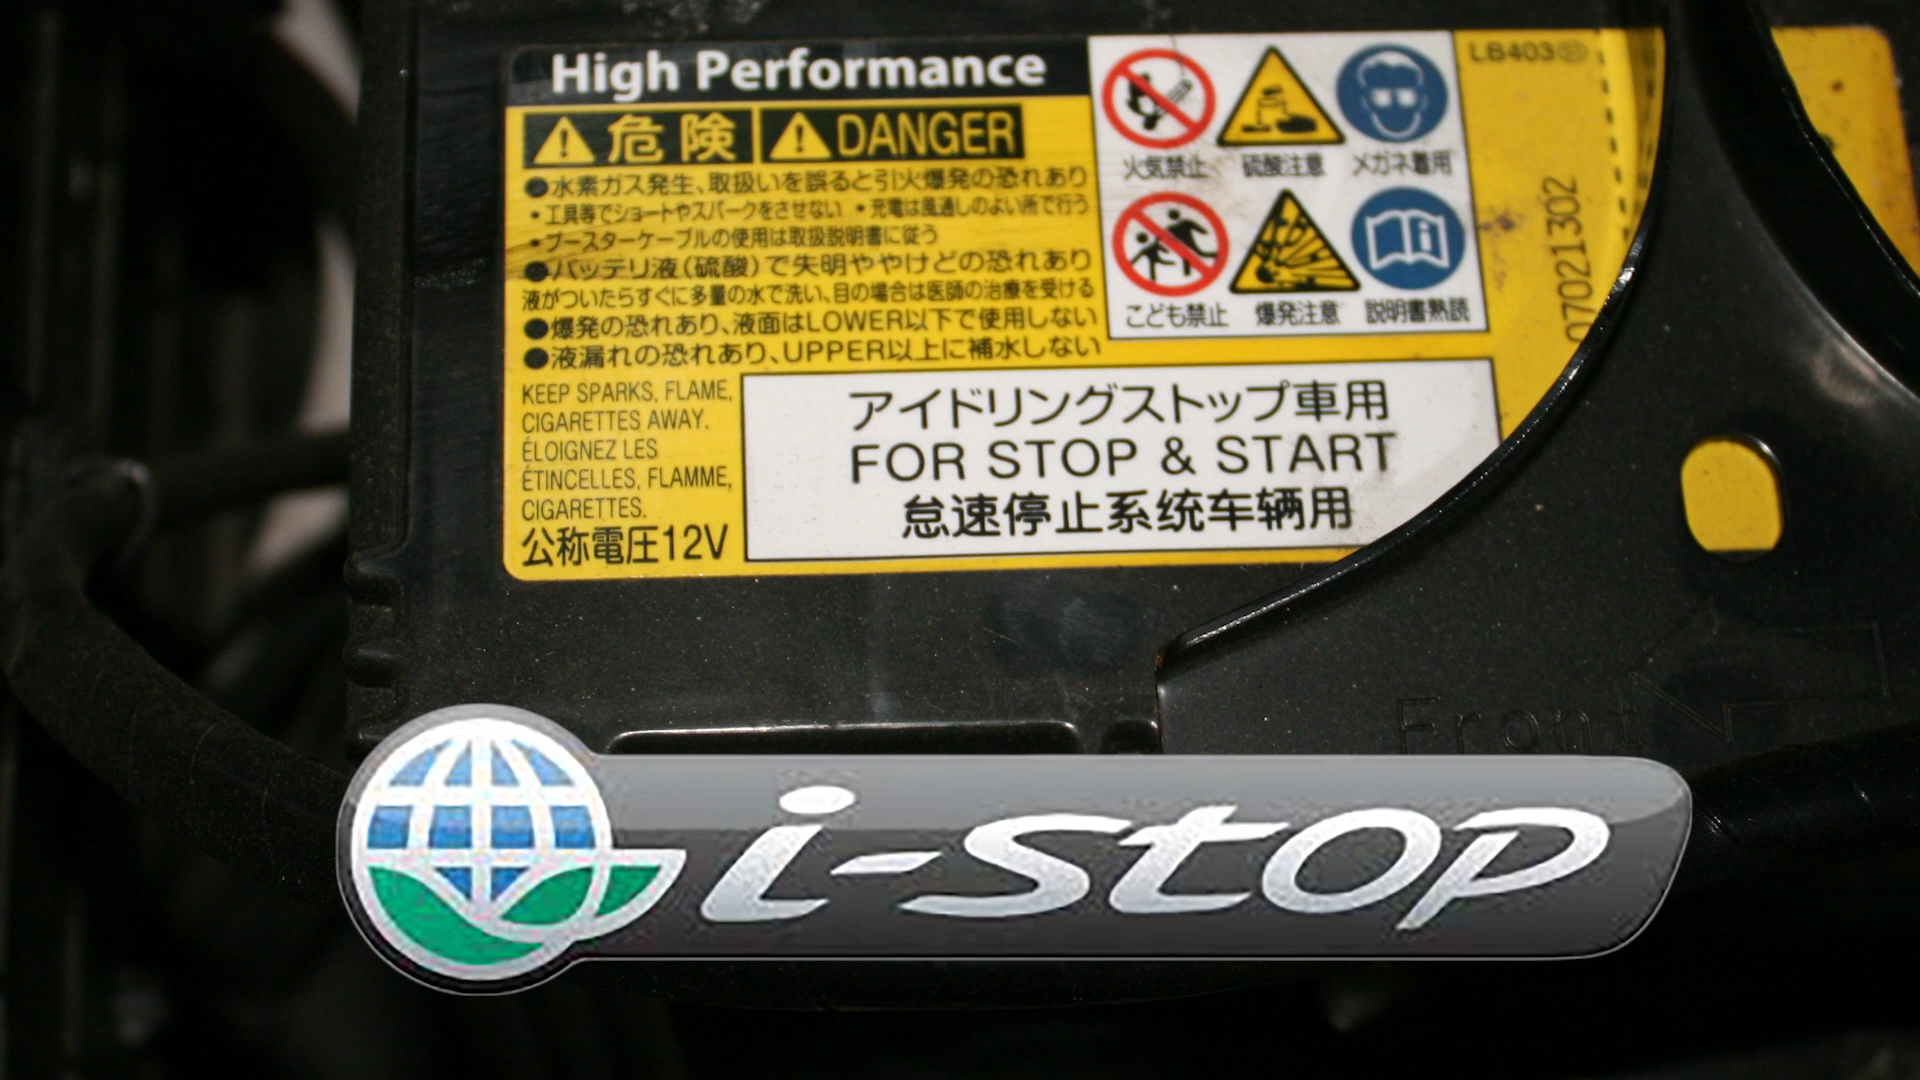 High Performance
LB403
危険 DANGER
●水素ガス発生、取扱いを誤ると引火爆発の恐れあり
・工具等でショートやスパークをさせない ・充電は風通しのよい所で行う
・ブースターケーブルの使用は取扱説明書に従う
●バッテリ液(硫酸)で失明ややけどの恐れあり
液がついたらすぐに多量の水で洗い、目の場合は医師の治療を受ける
●爆発の恐れあり、液面はLOWER以下で使用しない
●液漏れの恐れあり、UPPER以上に補水しない
火気禁止 硫酸注意 メガネ着用
こども禁止 爆発注意 説明書熟読
07021302
KEEP SPARKS, FLAME,
CIGARETTES AWAY.
ÉLOIGNEZ LES
ÉTINCELLES, FLAMME,
CIGARETTES.
公称電圧12V
アイドリングストップ車用
FOR STOP & START
怠速停止系统车辆用
Front
i-stop